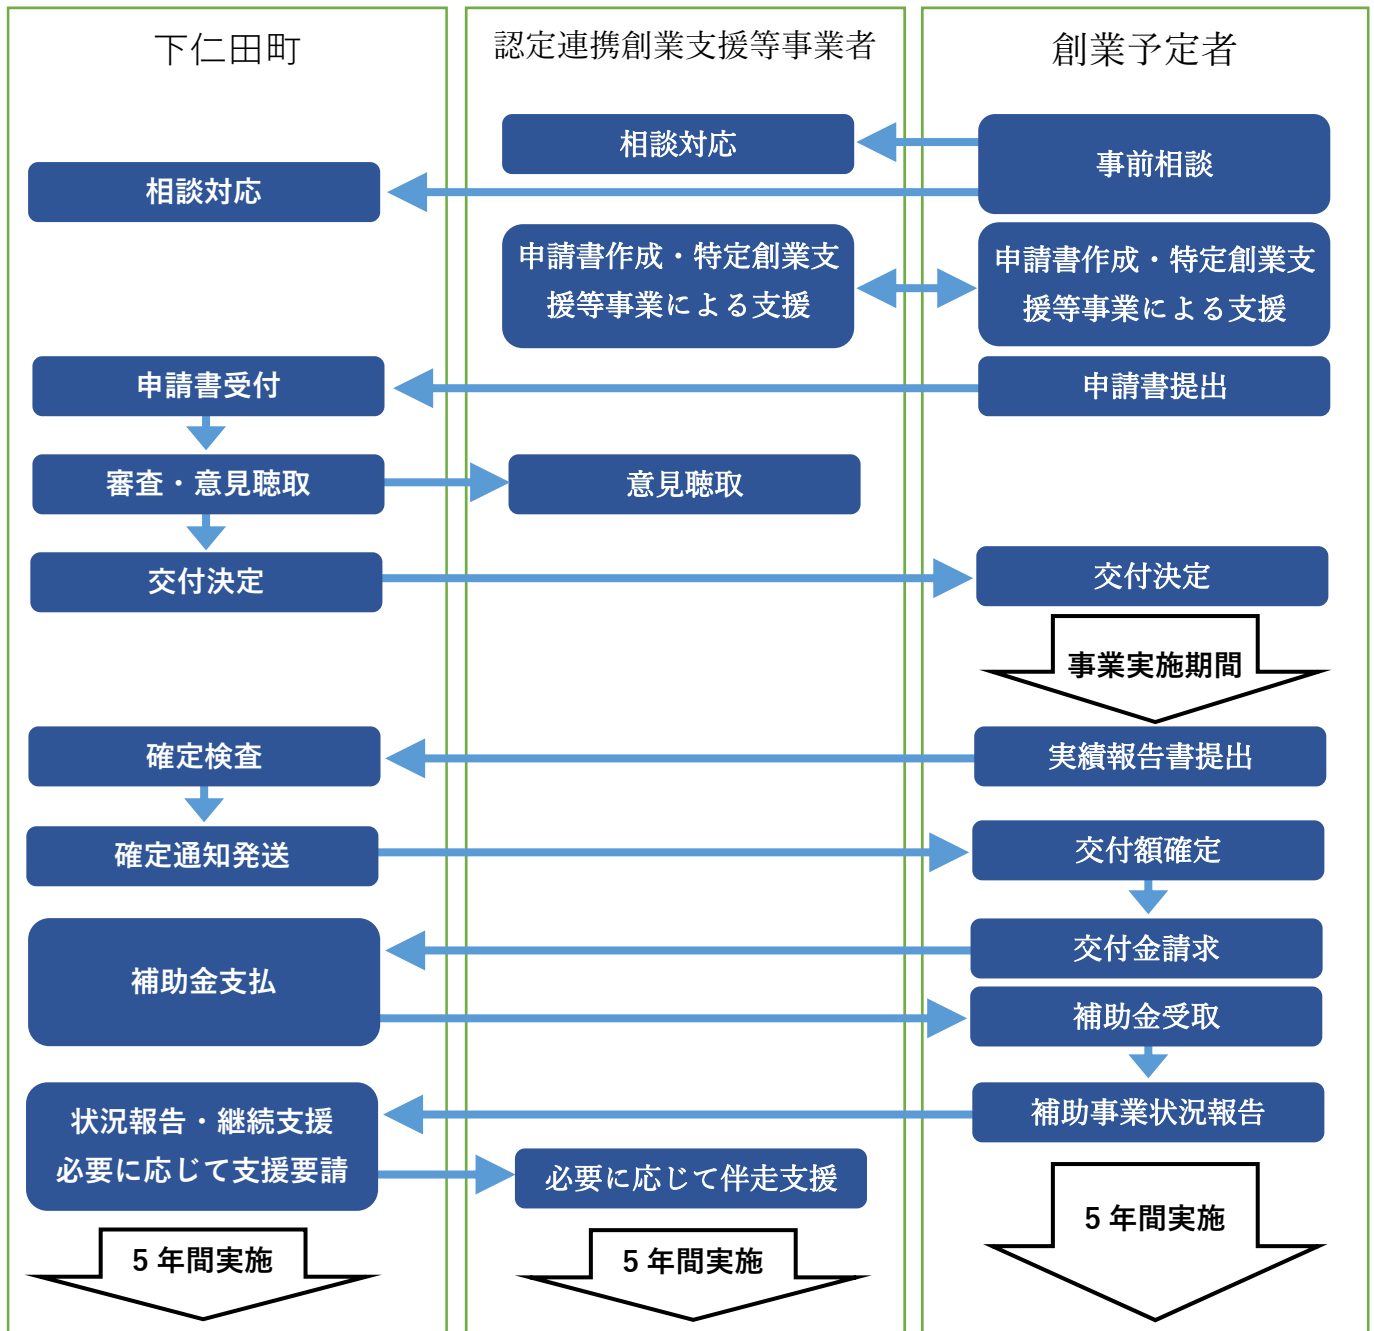 下仁田町
認定連携創業支援等事業者
創業予定者
相談対応
事前相談
相談対応
申請書作成・特定創業支
援等事業による支援
申請書作成・特定創業支
援等事業による支援
申請書受付
申請書提出
審査・意見聴取
意見聴取
交付決定
交付決定
事業実施期間
確定検査
実績報告書提出
確定通知発送
交付額確定
補助金支払
交付金請求
補助金受取
状況報告・継続支援
必要に応じて支援要請
補助事業状況報告
必要に応じて伴走支援
5 年間実施
5 年間実施
5 年間実施